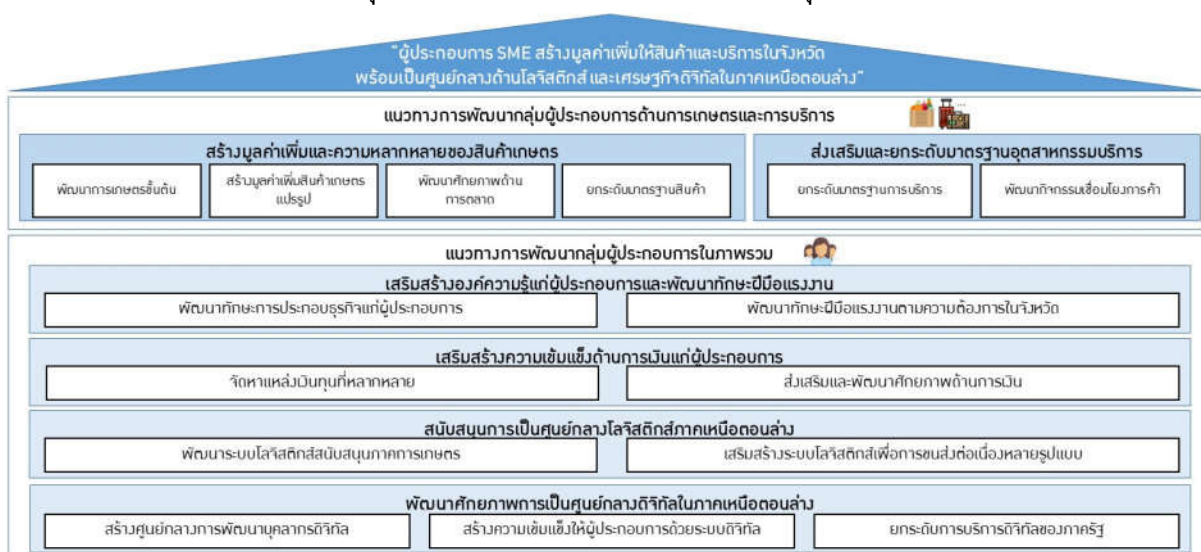 "ผู้ประกอบการ SME สร้างมูลค่าเพิ่มให้สินค้าและบริการในจังหวัด
พร้อมเป็นศูนย์กลางด้านโลจิสติกส์ และเศรษฐกิจดิจิทัลในภาคเหนือตอนล่าง"
แนวทางการพัฒนากลุ่มผู้ประกอบการด้านการเกษตรและการบริการ
สร้างมูลค่าเพิ่มและความหลากหลายของสินค้าเกษตร
พัฒนาการเกษตรขั้นต้น
สร้างมูลค่าเพิ่มสินค้าเกษตร
แปรรูป
พัฒนาศักยภาพด้าน
การตลาด
ยกระดับมาตรฐานสินค้า
ส่งเสริมและยกระดับมาตรฐานอุตสาหกรรมบริการ
ยกระดับมาตรฐานการบริการ
พัฒนากิจกรรมเชื่อมโยงการค้า
แนวทางการพัฒนากลุ่มผู้ประกอบการในภาพรวม
เสริมสร้างองค์ความรู้แก่ผู้ประกอบการและพัฒนาทักษะฝีมือแรงงาน
พัฒนาทักษะการประกอบธุรกิจแก่ผู้ประกอบการ
พัฒนาทักษะฝีมือแรงงานตามความต้องการในจังหวัด
เสริมสร้างความเข้มแข็งด้านการเงินแก่ผู้ประกอบการ
จัดหาแหล่งเงินทุนที่หลากหลาย
ส่งเสริมและพัฒนาศักยภาพด้านการเงิน
สนับสนุนการเป็นศูนย์กลางโลจิสติกส์ภาคเหนือตอนล่าง
พัฒนาระบบโลจิสติกส์สนับสนุนภาคการเกษตร
เสริมสร้างระบบโลจิสติกส์เพื่อการขนส่งต่อเนื่องหลายรูปแบบ
พัฒนาศักยภาพการเป็นศูนย์กลางดิจิทัลในภาคเหนือตอนล่าง
สร้างศูนย์กลางการพัฒนาบุคลากรดิจิทัล
สร้างความเข้มแข็งให้ผู้ประกอบการด้วยระบบดิจิทัล
ยกระดับการบริการดิจิทัลของภาครัฐ